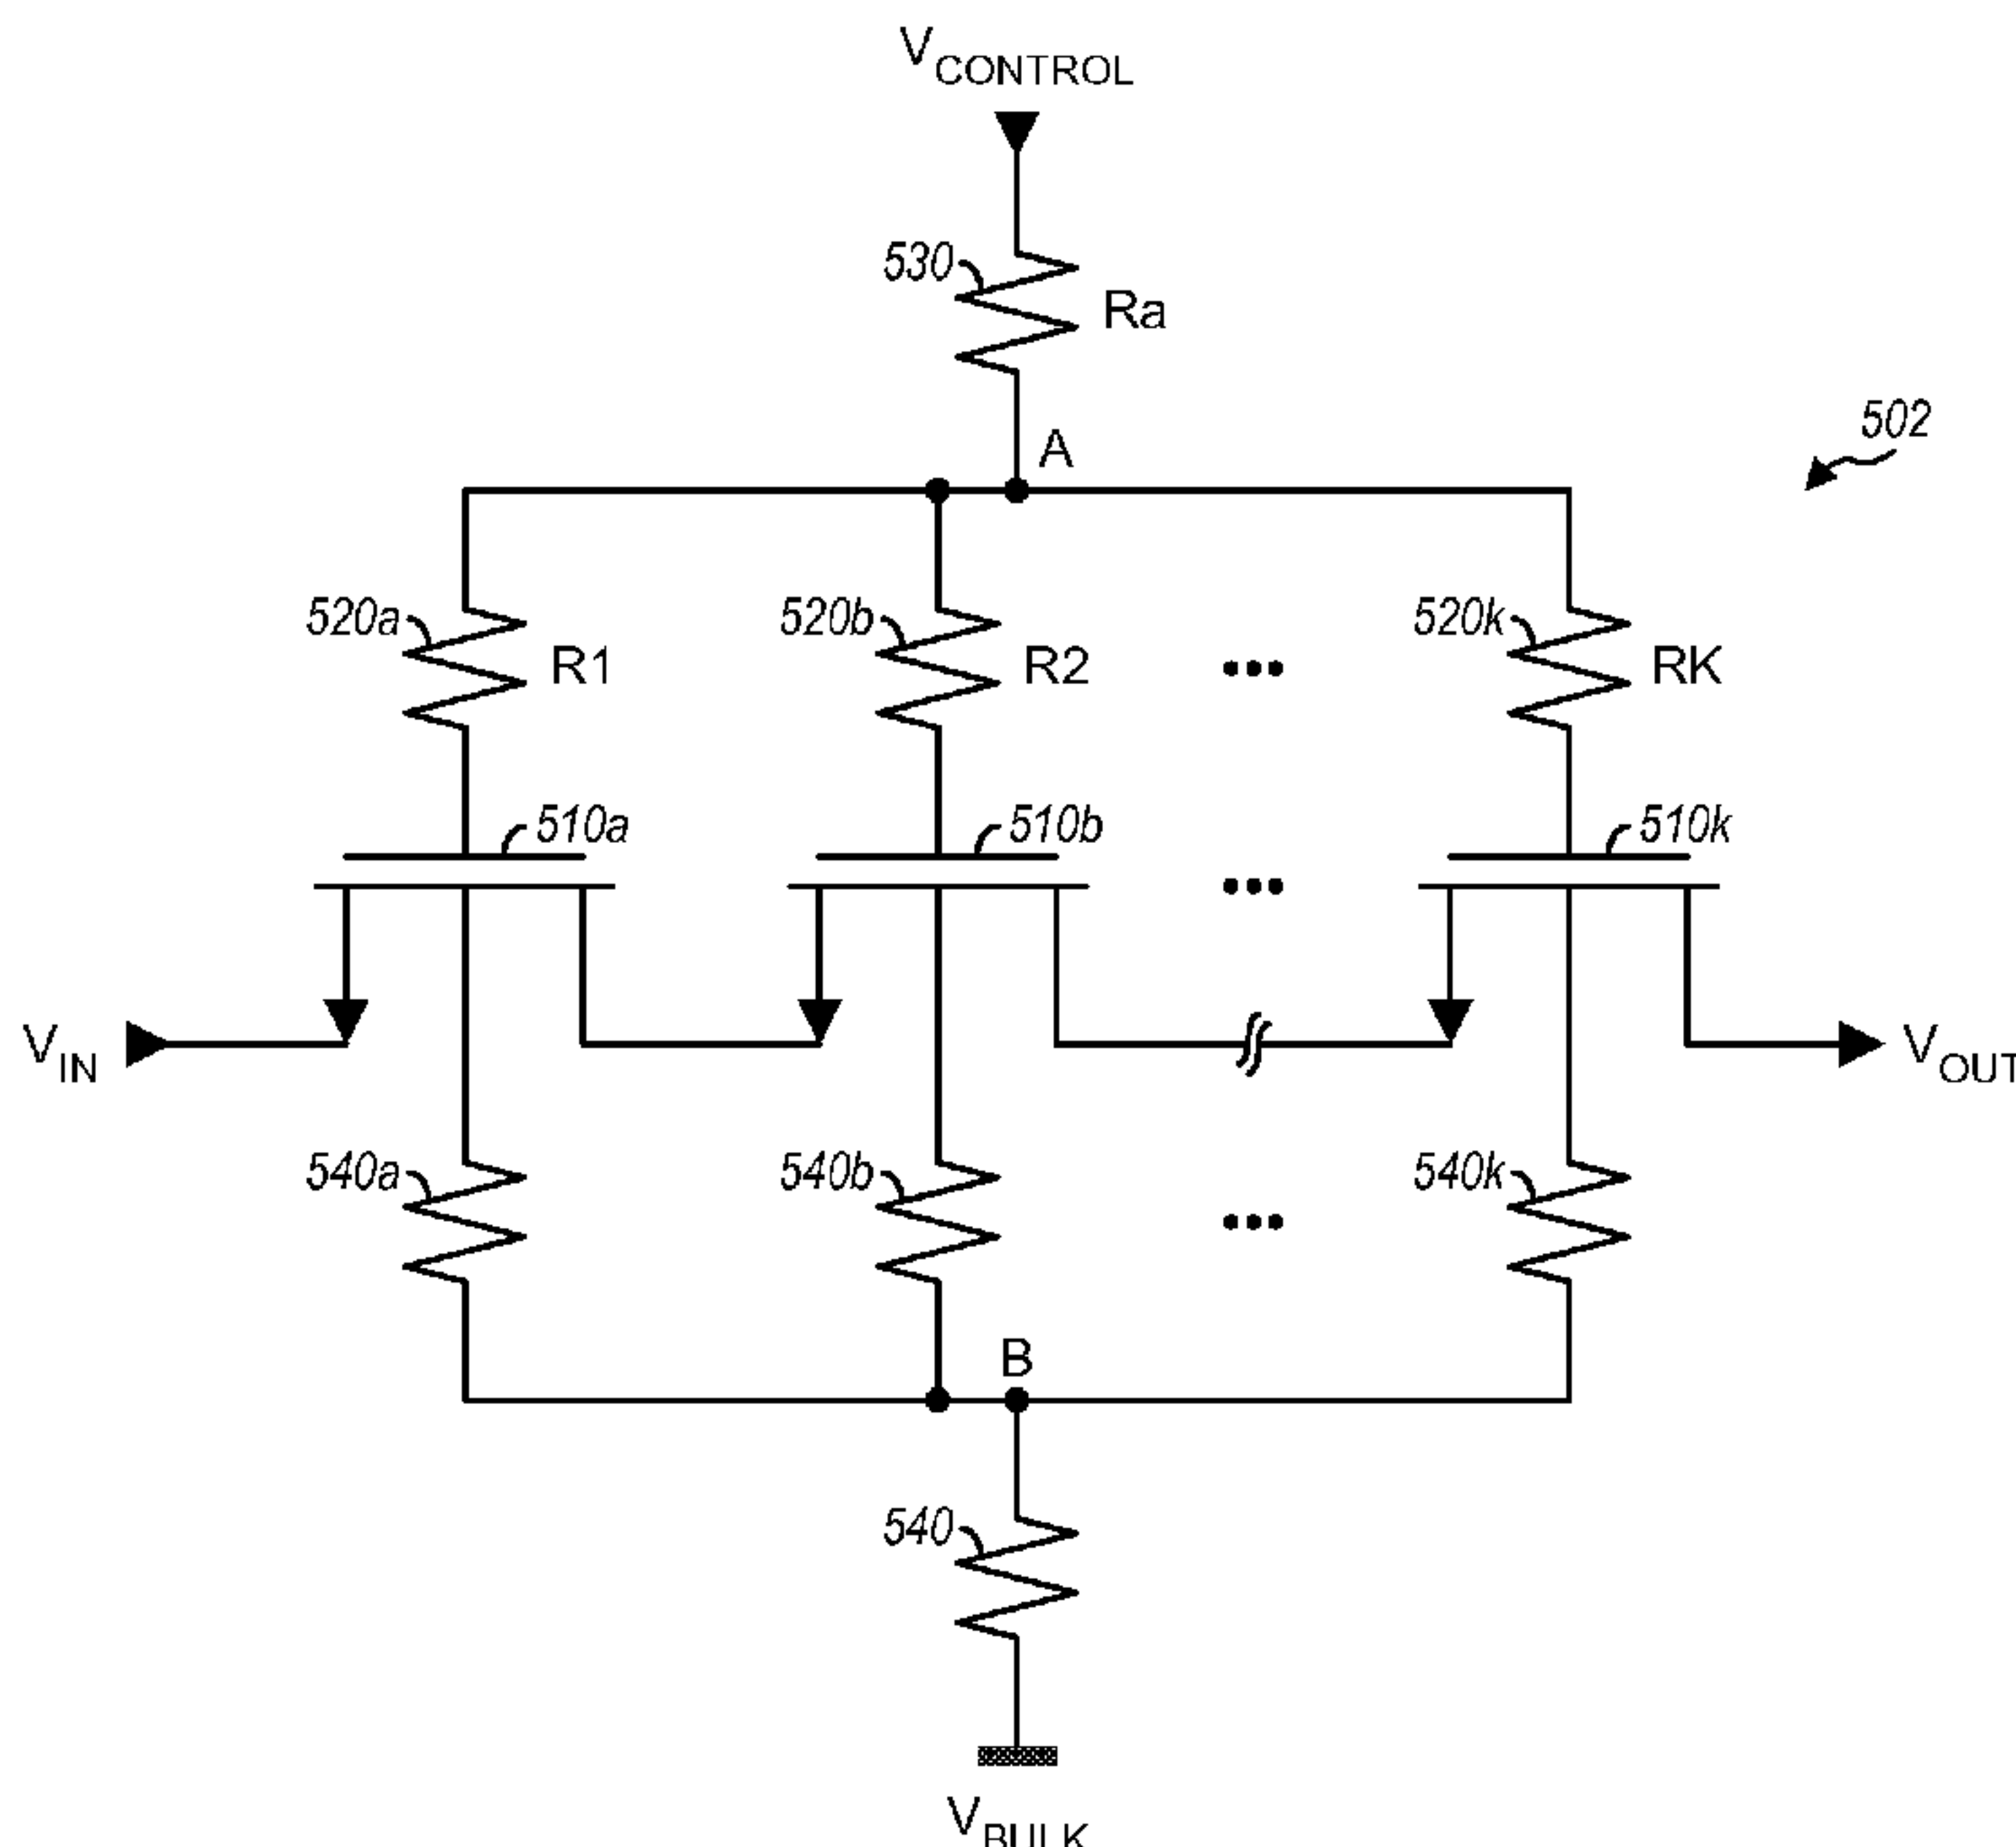 VCONTROL
530
Ra
A
502
520a
R1
520b
R2
•••
520k
RK
510a
510b
•••
510k
VIN
VOUT
540a
540b
•••
540k
B
540
VBULK